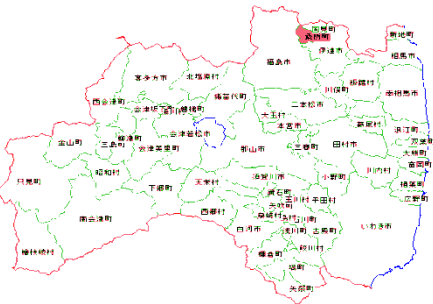 国見町
桑折町
新地町
伊達市
相馬市
福島市
北塩原村
喜多方市
飯舘村
川俣町
南相馬市
猪苗代町
西会津町
二本松市
会津坂下町
磐梯町
大玉村
本宮市
葛尾村
浪江町
会津若松市
双葉町
柳津町
金山町
三島町
会津美里町
郡山市
三春町
田村市
大熊町
富岡町
昭和村
川内村
只見町
天栄村
須賀川市
小野町
楢葉町
下郷町
鏡石町
広野町
矢吹町
玉川村
平田村
西郷村
泉崎村
石川町
南会津町
白河市
浅川町
古殿町
いわき市
檜枝岐村
棚倉町
鮫川村
塙町
矢祭町